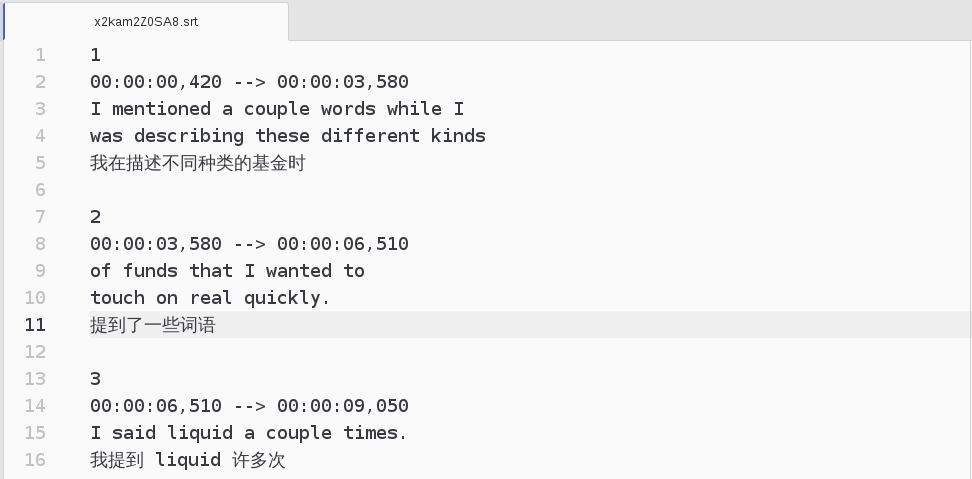 x2kam2Z0SA8.srt
1 1
2 00:00:00,420 --> 00:00:03,580
3 I mentioned a couple words while I
4 was describing these different kinds
5 我在描述不同种类的基金时
6
7 2
8 00:00:03,580 --> 00:00:06,510
9 of funds that I wanted to
10 touch on real quickly.
11 提到了一些词语
12
13 3
14 00:00:06,510 --> 00:00:09,050
15 I said liquid a couple times.
16 我提到 liquid 许多次